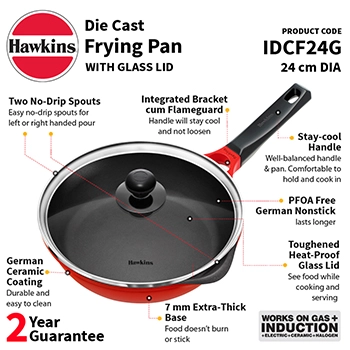 Hawkins
Die Cast
Frying Pan
WITH GLASS LID
PRODUCT CODE
IDCF24G
24 cm DIA
Two No-Drip Spouts
Easy no-drip spouts for
left or right handed pour
Integrated Bracket
cum Flameguard
Handle will stay cool
and not loosen
Stay-cool
Handle
Well-balanced handle
& pan. Comfortable to
hold and cook in
PFOA Free
German Nonstick
lasts longer
Toughened
Heat-Proof
Glass Lid
See food while
cooking and
serving
Hawkins
German
Ceramic
Coating
Durable and
easy to clean
7 mm Extra-Thick
Base
Food doesn't burn
or stick
2 Year
Guarantee
WORKS ON GAS +
INDUCTION
+ELECTRIC+CERAMIC+HALOGEN